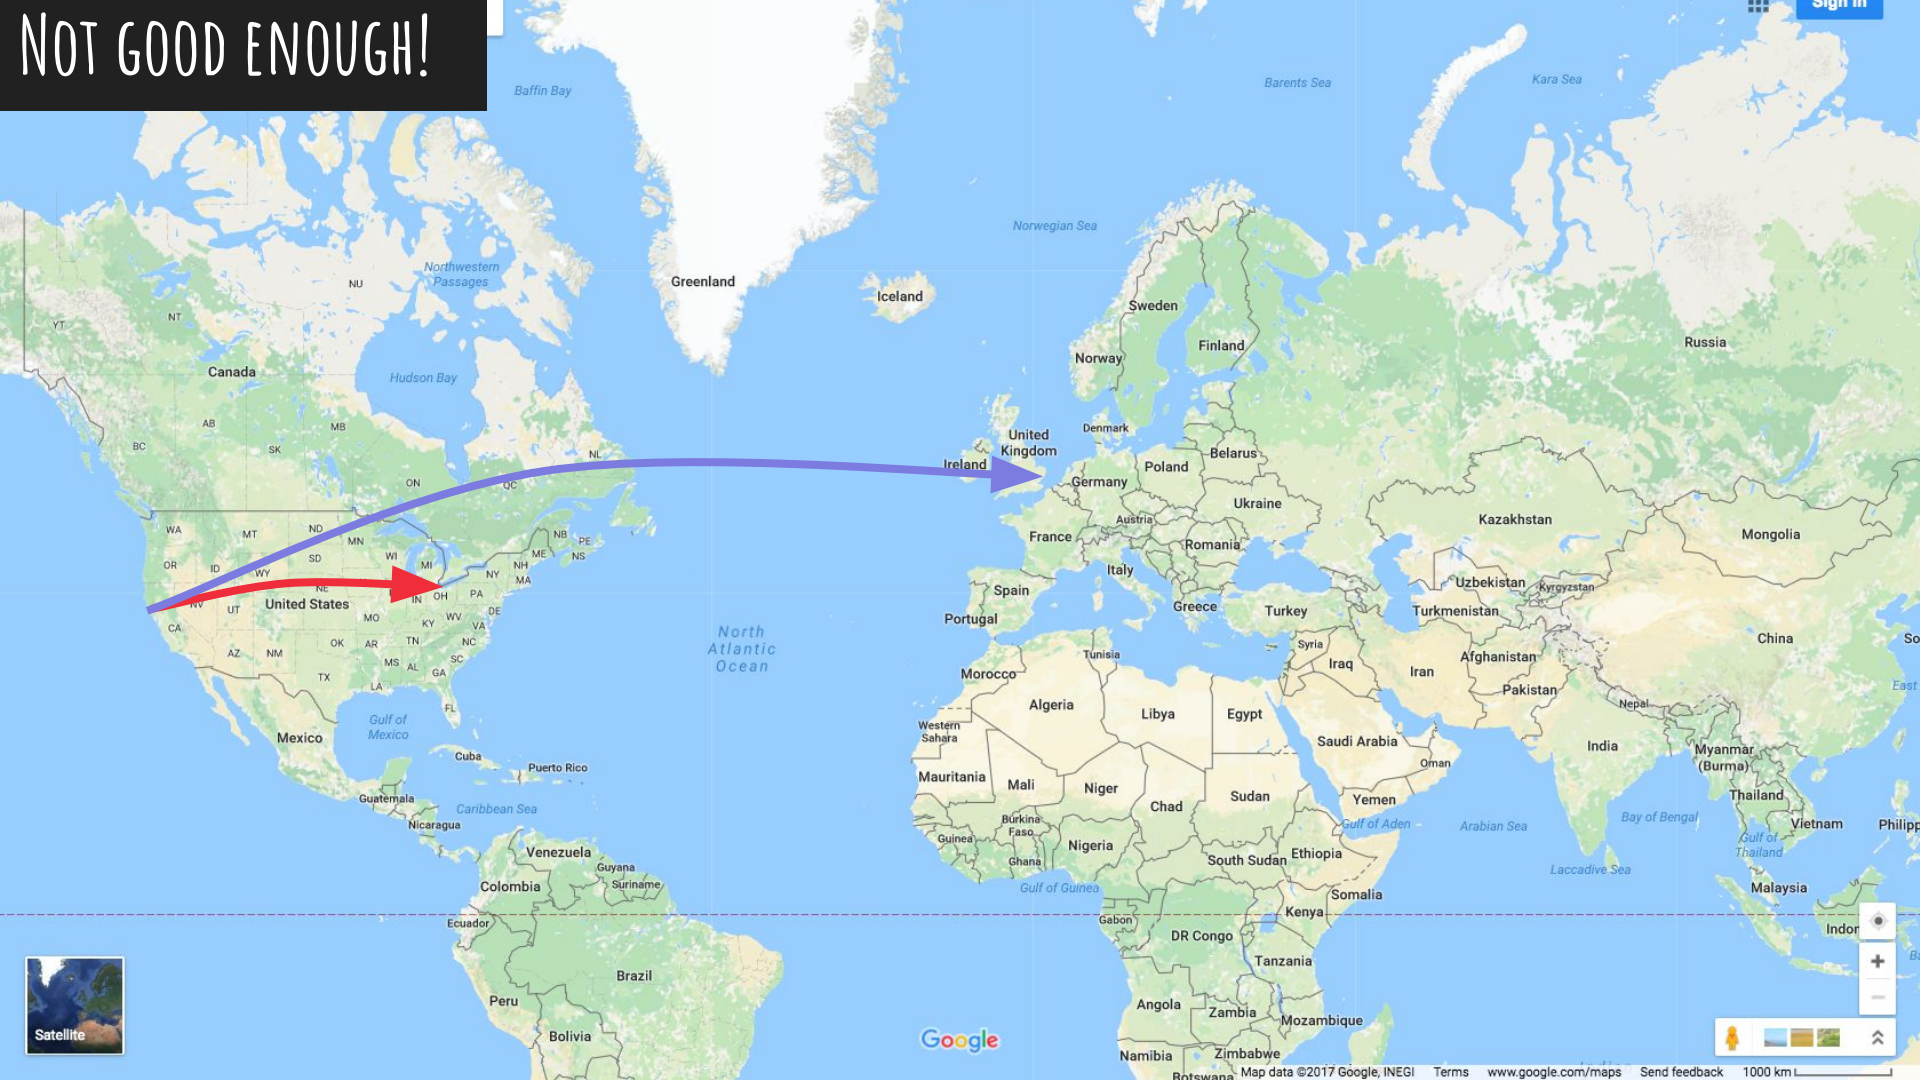 Not good enough!
Sign in
Baffin Bay
Barents Sea
Kara Sea
Norwegian Sea
Northwestern
Passages
Greenland
Iceland
NU
NT
YT
Sweden
Finland
Norway
Russia
Canada
Hudson Bay
AB
MB
BC
SK
NL
ON
QC
United
Kingdom
Ireland
Denmark
Belarus
Poland
Germany
Ukraine
Austria
France
Romania
Kazakhstan
Mongolia
WA
MT
ND
MN
NB
PE
NS
ME
OR
ID
SD
WI
MI
WY
NH
NY
MA
NE
IN
OH
PA
NV
UT
United States
DE
CA
MO
KY
WV
VA
OK
AR
TN
NC
AZ
NM
MS
AL
SC
GA
TX
LA
FL
Italy
Spain
Portugal
Greece
Turkey
Uzbekistan
Kyrgyzstan
Turkmenistan
China
So
North
Atlantic
Ocean
Tunisia
Syria
Iraq
Iran
Afghanistan
Pakistan
Morocco
Algeria
Libya
Egypt
Nepal
East
Western
Sahara
Gulf of
Mexico
Mexico
Cuba
Puerto Rico
Saudi Arabia
Oman
India
Myanmar
(Burma)
Mauritania
Mali
Niger
Chad
Sudan
Yemen
Thailand
Guatemala
Caribbean Sea
Nicaragua
Burkina
Faso
Guinea
Ghana
Nigeria
Gulf of Aden
Arabian Sea
Bay of Bengal
Vietnam
Philipp
Gulf of
Thailand
Venezuela
Guyana
Suriname
Colombia
South Sudan
Ethiopia
Laccadive Sea
Gulf of Guinea
Somalia
Malaysia
Ecuador
Gabon
Kenya
DR Congo
Indor
Tanzania
Brazil
Peru
Angola
Zambia
Mozambique
Bolivia
Satellite
Google
Namibia
Zimbabwe
Botswana
Map data ©2017 Google, INEGI Terms www.google.com/maps Send feedback 1000 km